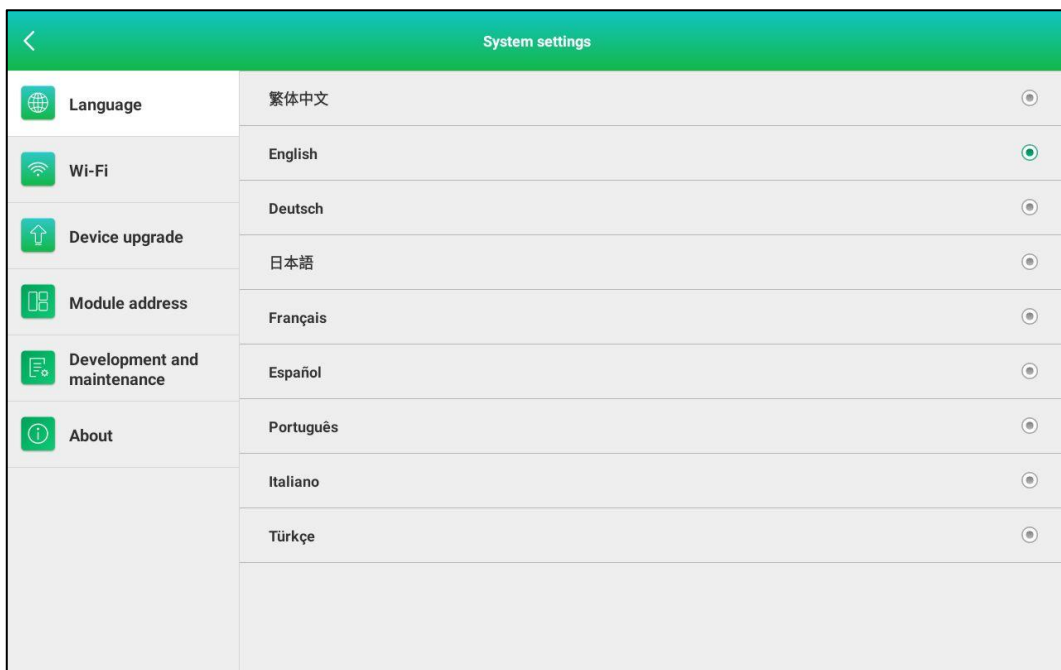 System settings
Language
Wi-Fi
Device upgrade
Module address
Development and
maintenance
About
繁体中文
English
Deutsch
日本語
Français
Español
Português
Italiano
Türkçe